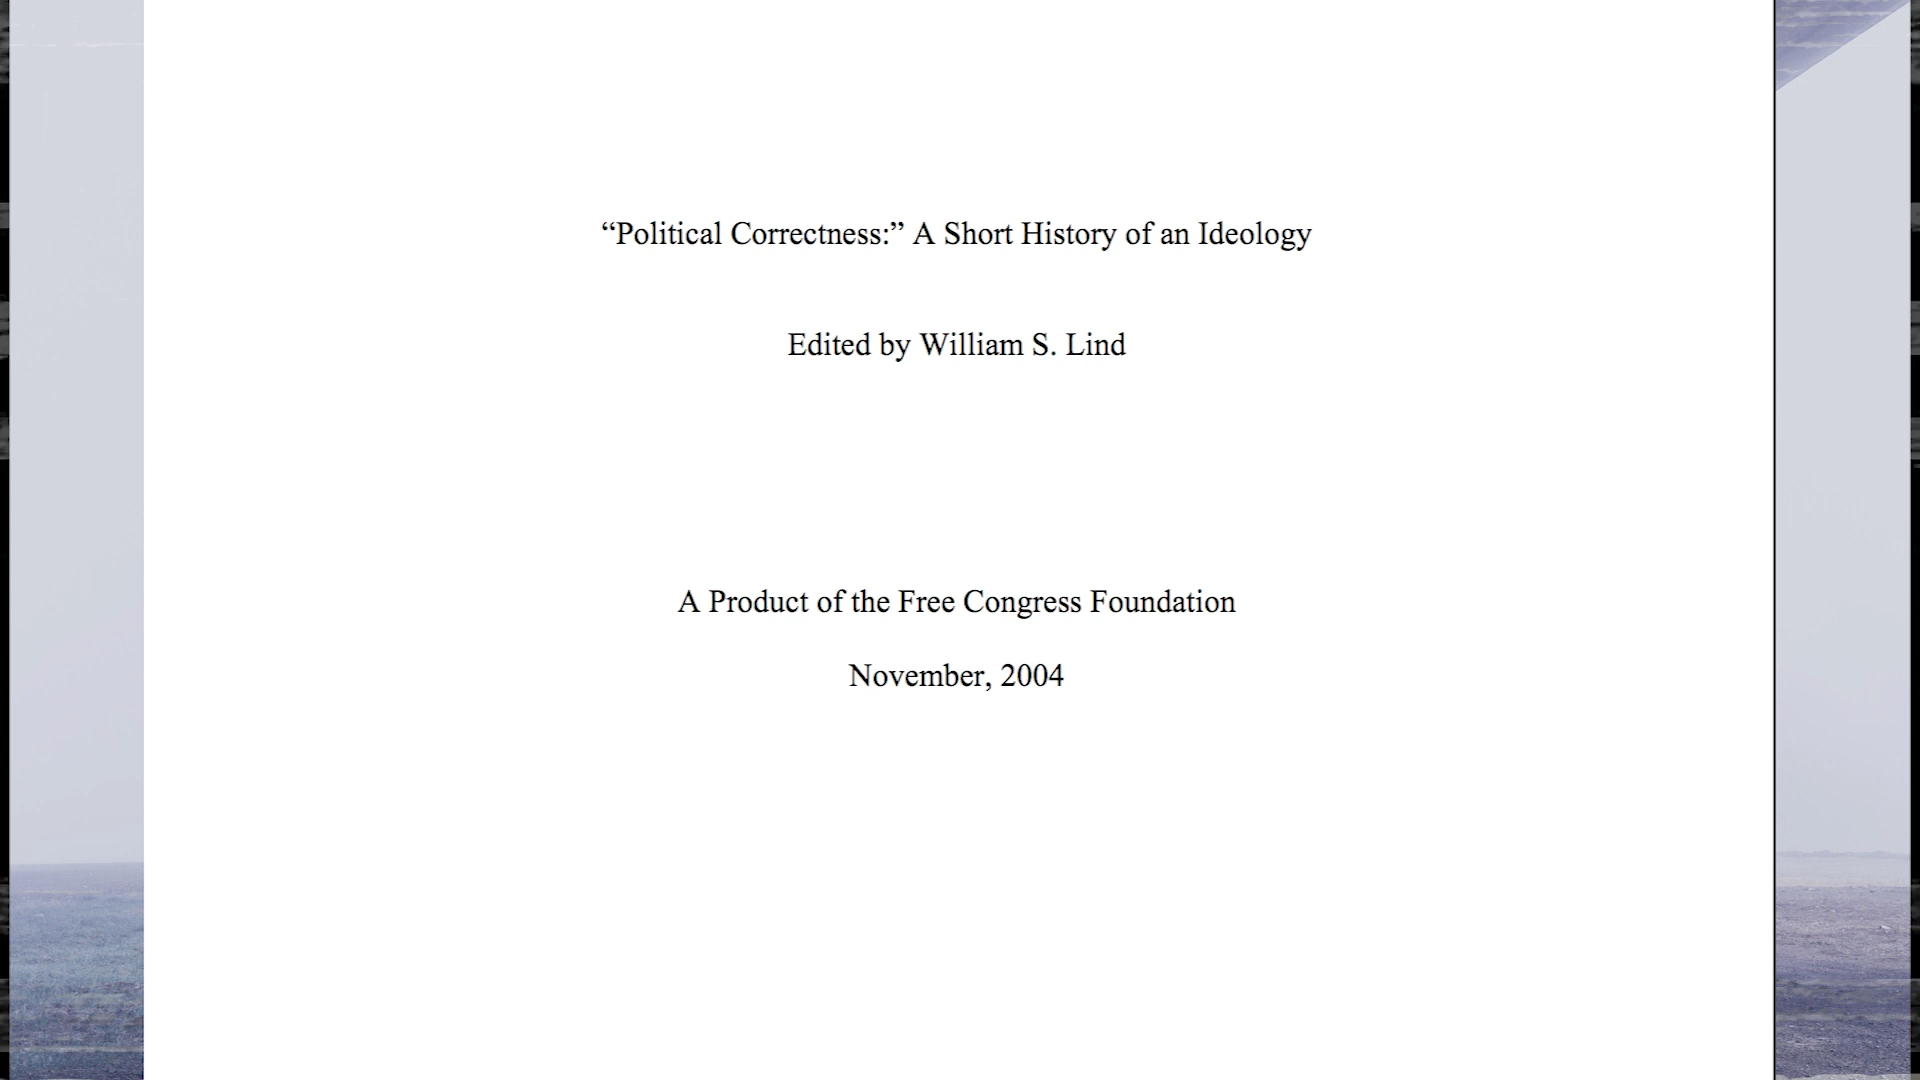 “Political Correctness:” A Short History of an Ideology
Edited by William S. Lind
A Product of the Free Congress Foundation
November, 2004